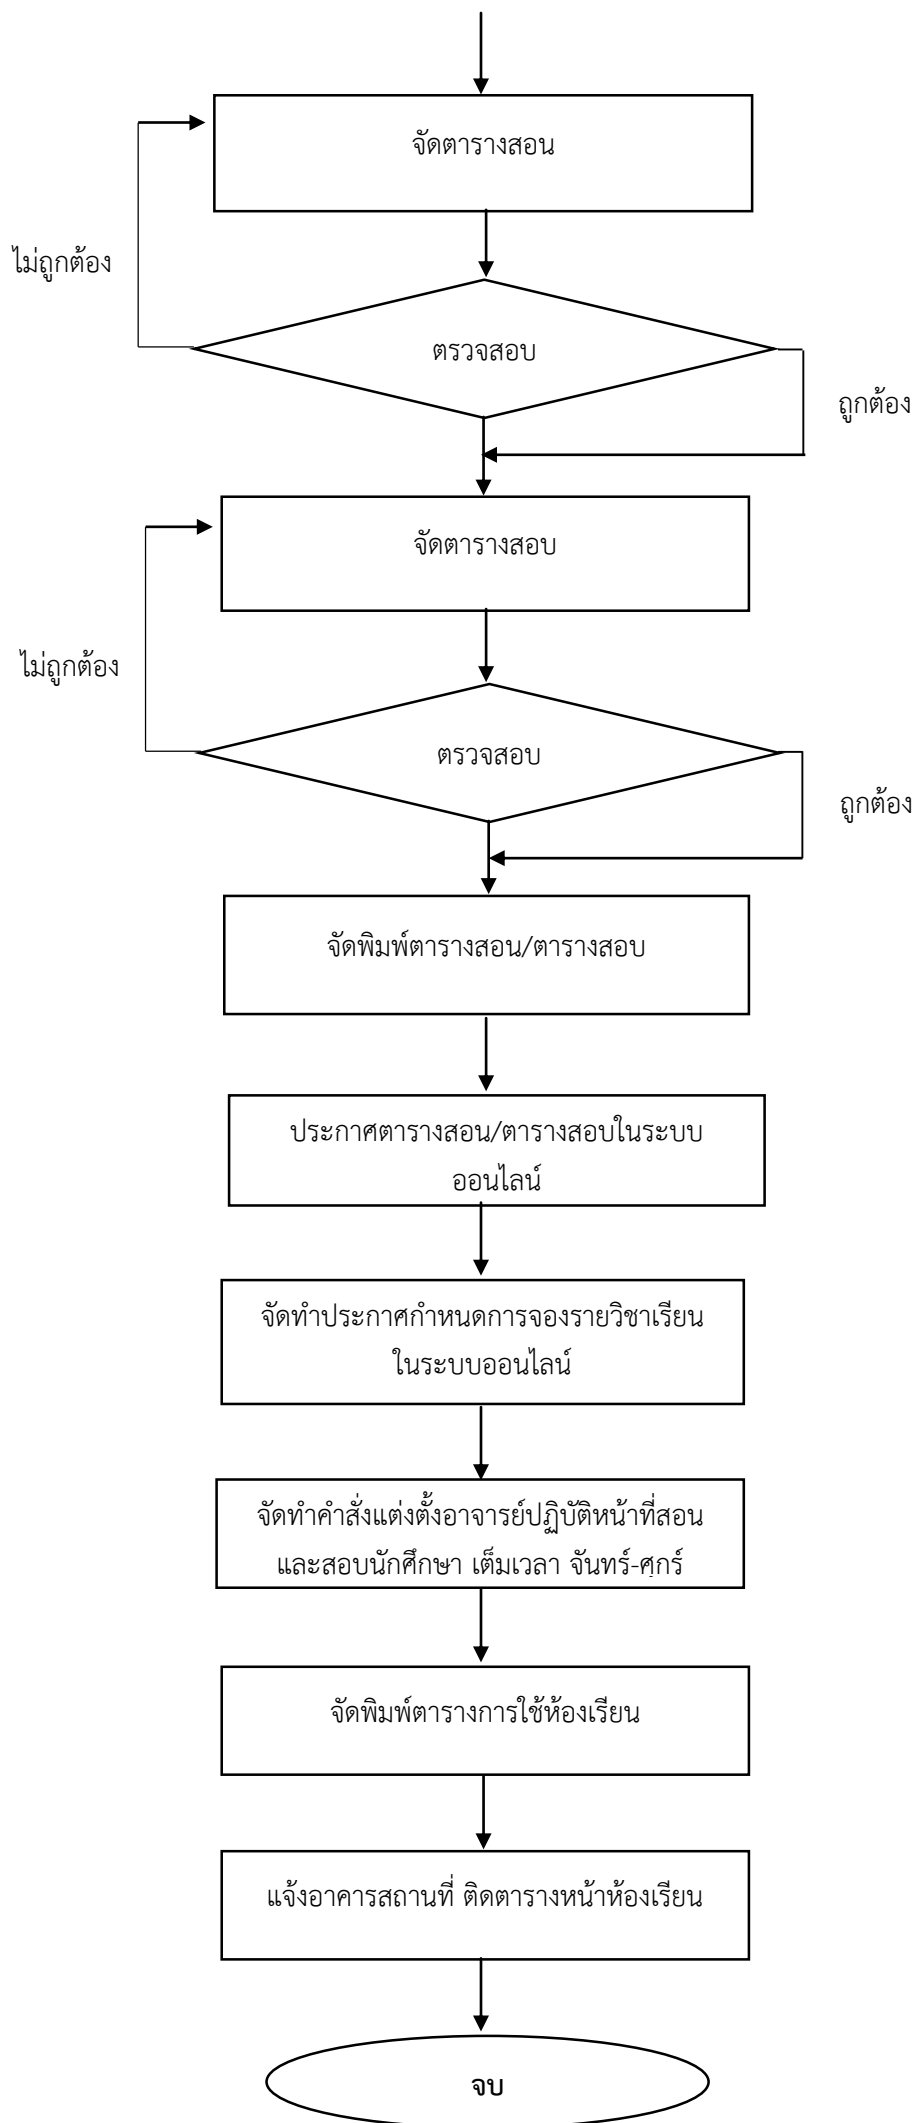 จัดตารางสอน
ไม่ถูกต้อง
ตรวจสอบ
ถูกต้อง
จัดตารางสอบ
ไม่ถูกต้อง
ตรวจสอบ
ถูกต้อง
จัดพิมพ์ตารางสอน/ตารางสอบ
ประกาศตารางสอน/ตารางสอบในระบบ
ออนไลน์
จัดทำประกาศกำหนดการจองรายวิชาเรียน
ในระบบออนไลน์
จัดทำคำสั่งแต่งตั้งอาจารย์ปฏิบัติหน้าที่สอน
และสอบนักศึกษา เต็มเวลา จันทร์-ศุกร์
จัดพิมพ์ตารางการใช้ห้องเรียน
แจ้งอาคารสถานที่ ติดตารางหน้าห้องเรียน
จบ